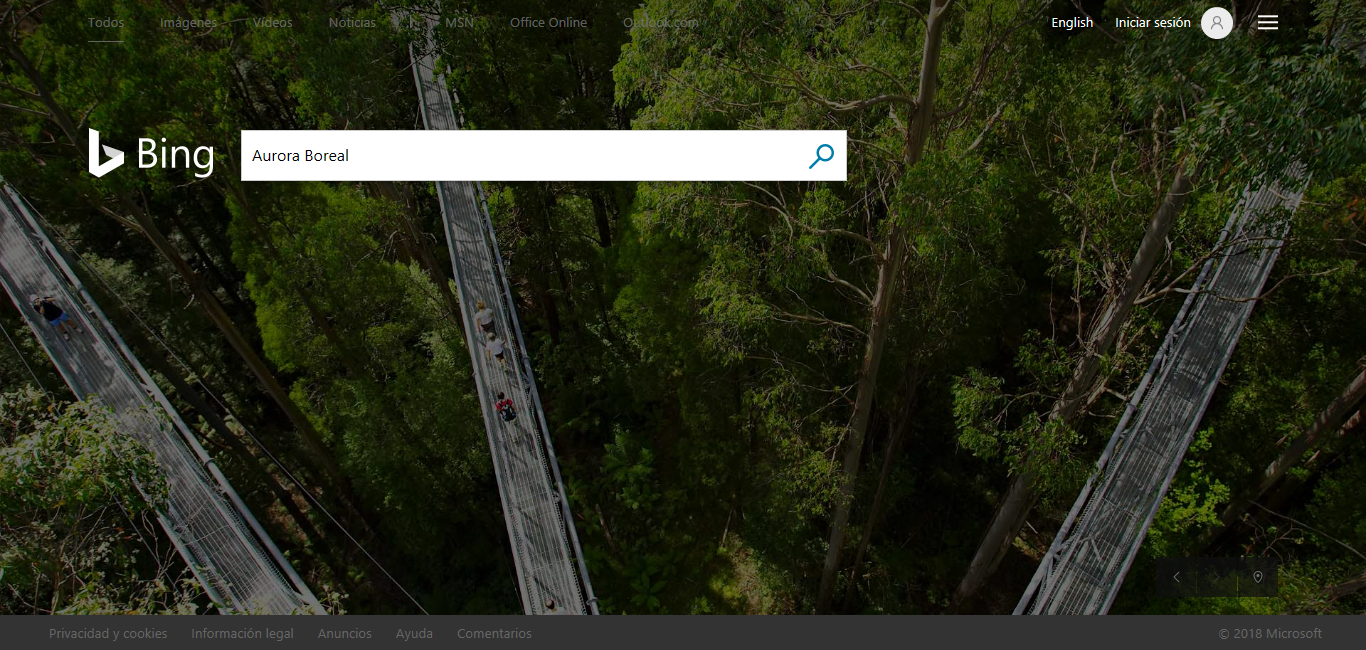 Todos Imágenes Vídeos Noticias MSN Office Online Outlook.com English Iniciar sesión
Bing Aurora Boreal
Privacidad y cookies Información legal Anuncios Ayuda Comentarios © 2018 Microsoft